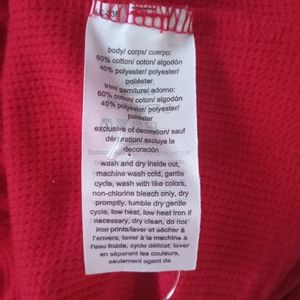 body/ corps/ cuerpo:
60% cotton/ coton/ algodón
40% polyester/ polyester/
poliéster
trim/ garniture/ adorno:
60% cotton/ coton/ algodón
40% polyester/ polyester/
poliéster
exclusive of decoration/ sauf
décoration/ excluye la
decoración
wash and dry inside out,
machine wash cold, gentle
cycle, wash with like colors,
non-chlorine bleach only, dry
promptly, tumble dry gentle
cycle, low heat, low heat iron if
necessary, dry clean, do not
iron prints/laver et sécher à
l'envers, laver à la machine à
l'eau froide, cycle délicat, laver
en séparant les couleurs,
seulement agent de